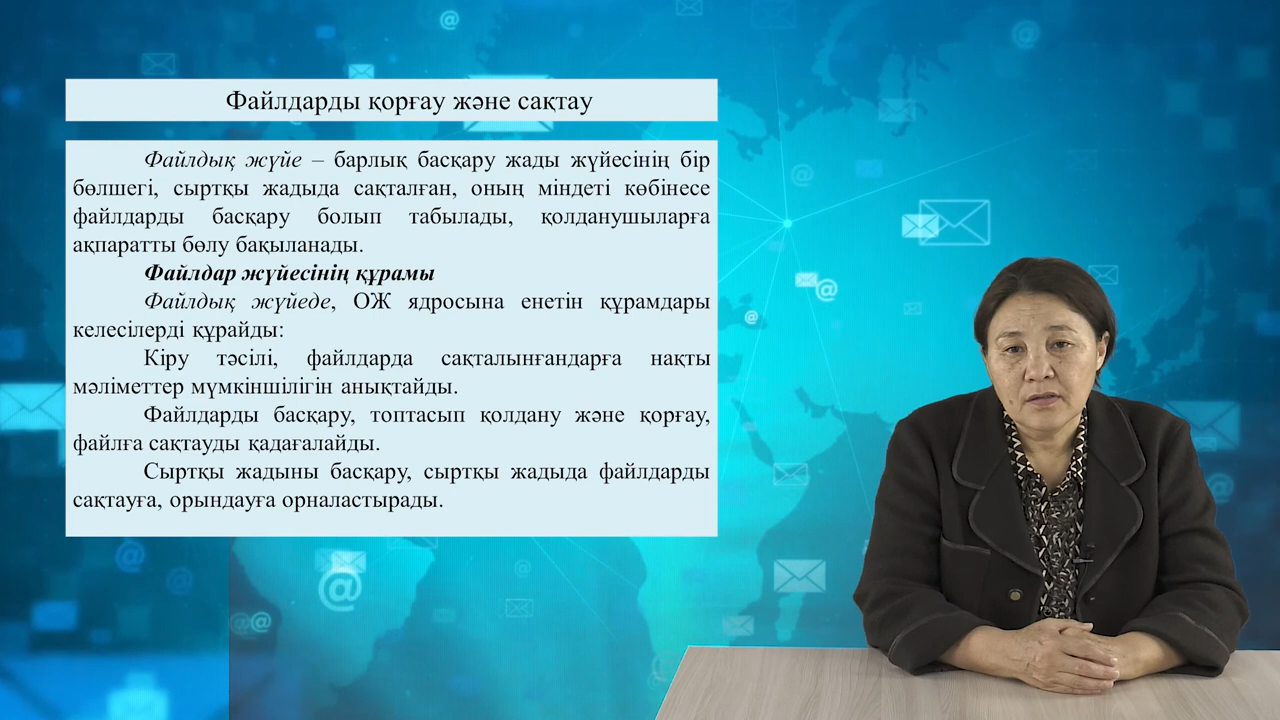 Файлдарды қорғау және сақтау
Файлдық жүйе – барлық басқару жады жүйесінің бір
бөлшегі, сыртқы жадыда сақталған, оның міндеті көбінесе
файлдарды басқару болып табылады, қолданушыларға
ақпаратты бөлу бақыланады.
Файлдар жүйесінің құрамы
Файлдық жүйеде, ОЖ ядросына енетін құрамдары
келесілерді құрайды:
Кіру тәсілі, файлдарда сақталынғандарға нақты
мәліметтер мүмкіншілігін анықтайды.
Файлдарды басқару, топтасып қолдану және қорғау,
файлға сақтауды қадағалайды.
Сыртқы жадыны басқару, сыртқы жадыда файлдарды
сақтауға, орындауға орналастырады.